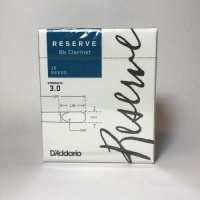 RESERVE
Bb Clarinet
10
REEDS
STRENGTH
3.0
D'Addario
Reserve